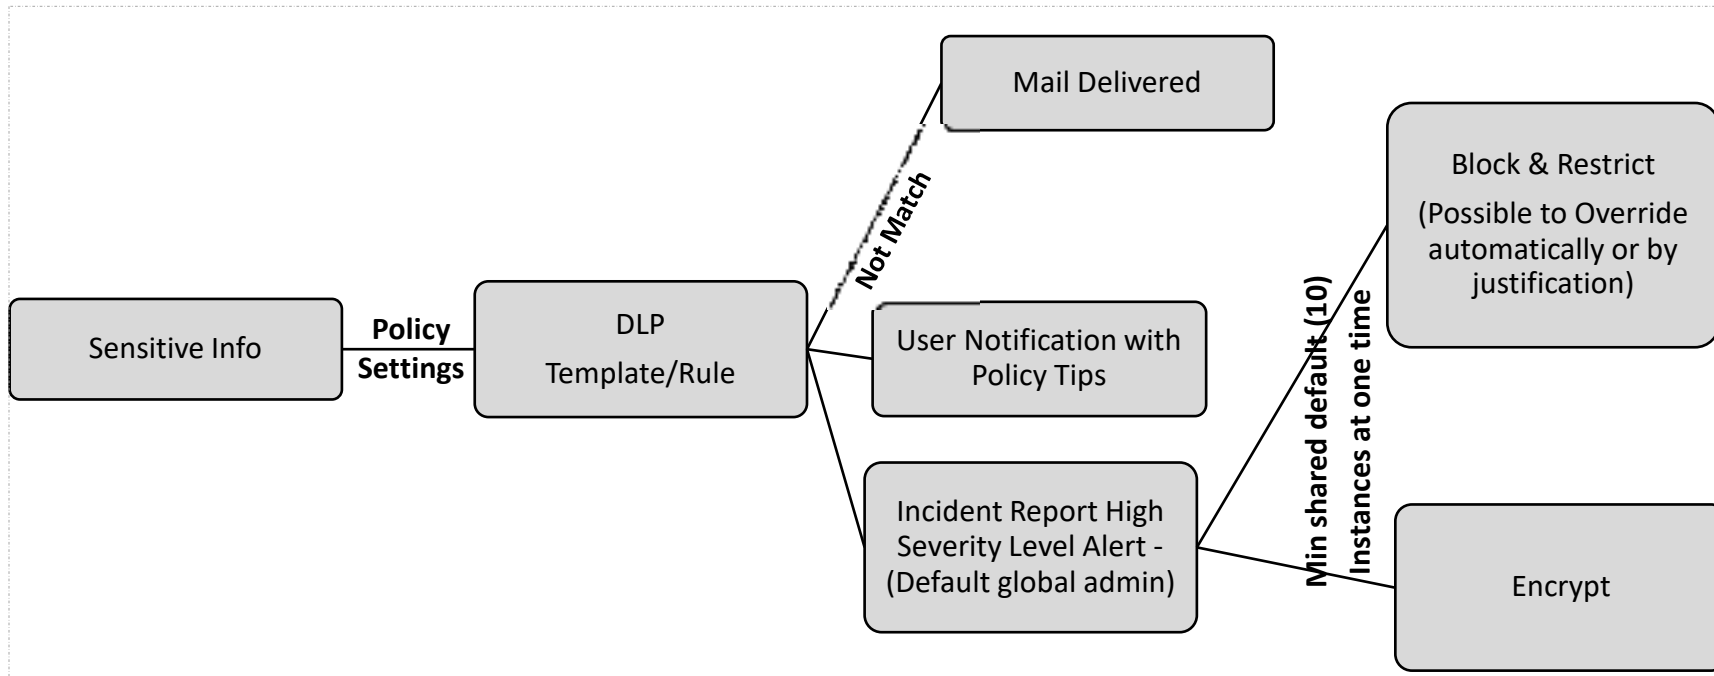 Sensitive Info
Policy
Settings
DLP
Template/Rule
Not Match
Mail Delivered
User Notification with
Policy Tips
Incident Report High
Severity Level Alert -
(Default global admin)
Min shared default (10)
Instances at one time
Block & Restrict
(Possible to Override
automatically or by
justification)
Encrypt